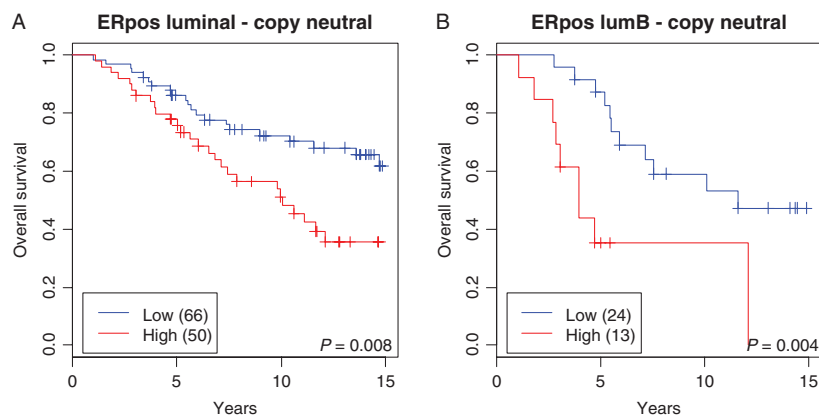 A
ERpos luminal - copy neutral
Overall survival
1.0
0.8
0.6
0.4
0.2
0.0
Low (66)
High (50)
P = 0.008
0 5 10 15
Years
B
ERpos lumB - copy neutral
Overall survival
1.0
0.8
0.6
0.4
0.2
0.0
Low (24)
High (13)
P = 0.004
0 5 10 15
Years